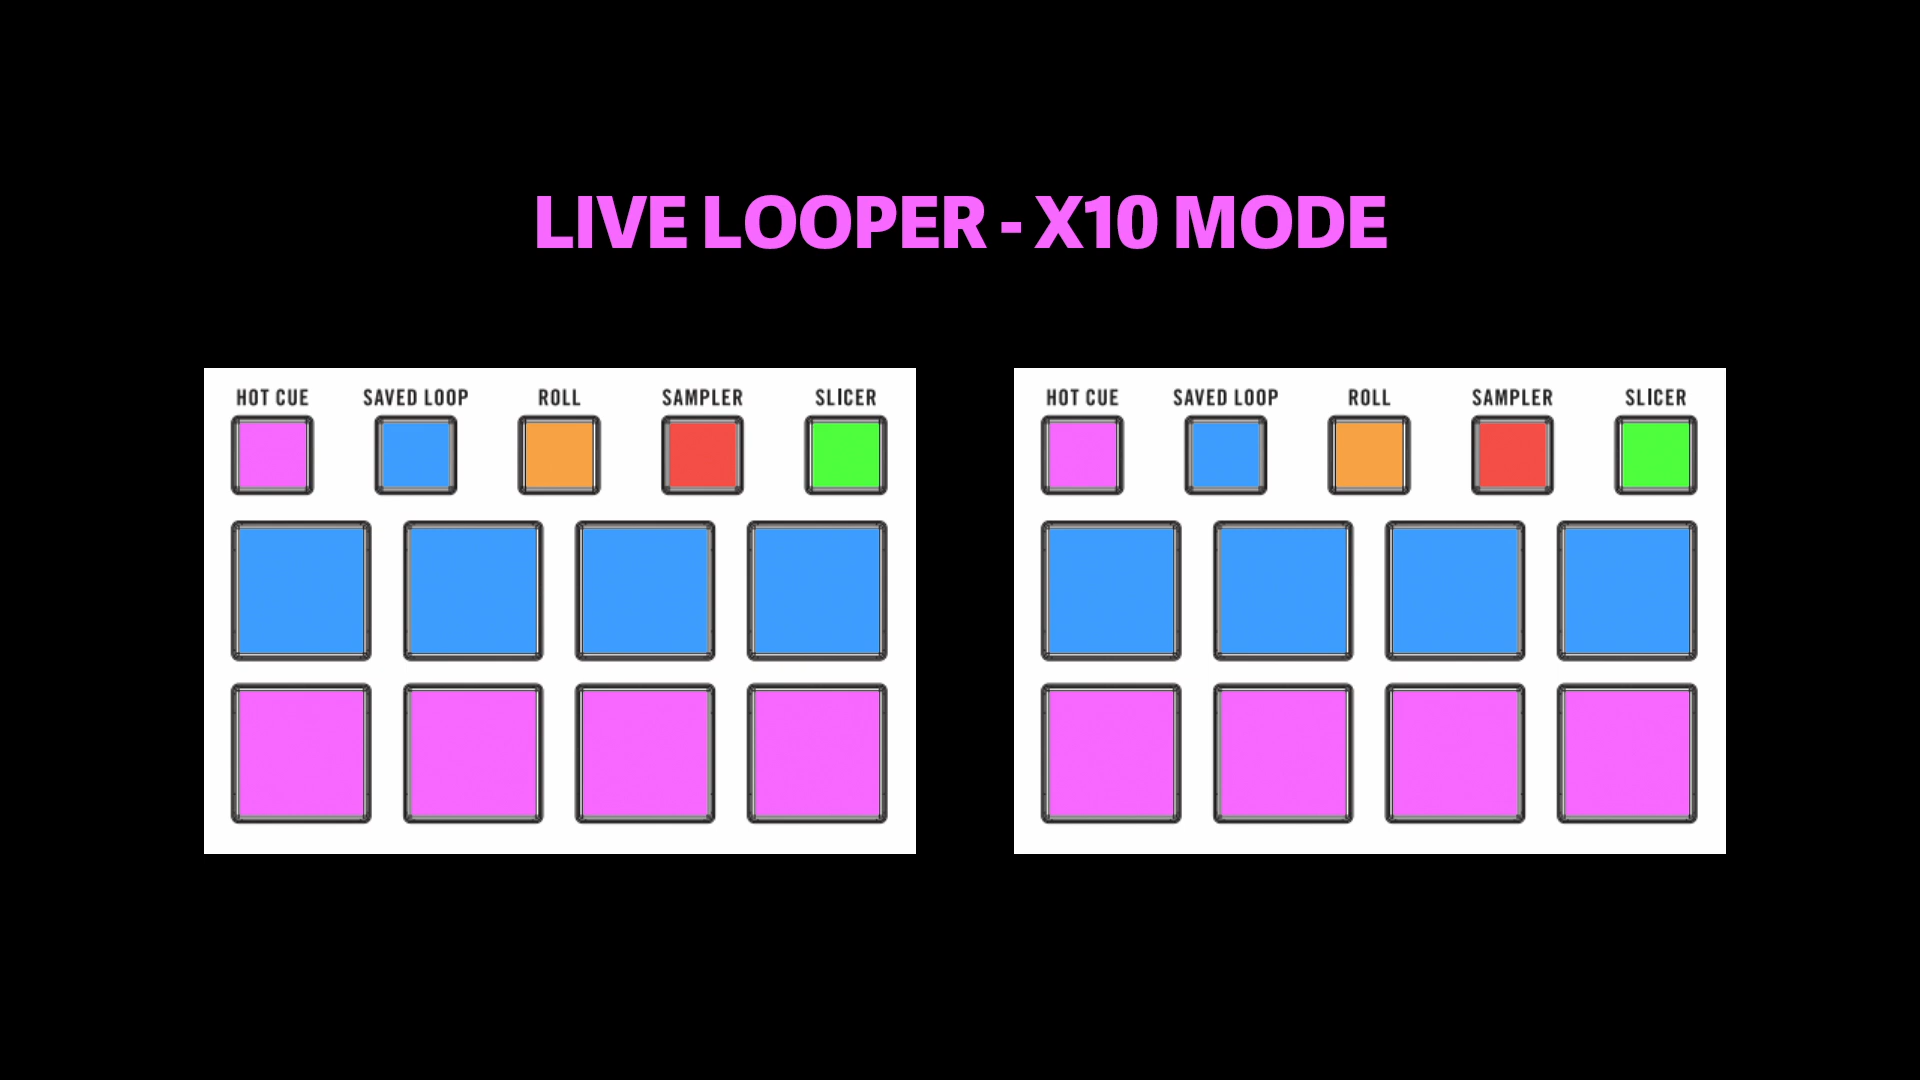 LIVE LOOPER - X10 MODE
HOT CUE SAVED LOOP ROLL SAMPLER SLICER
HOT CUE SAVED LOOP ROLL SAMPLER SLICER